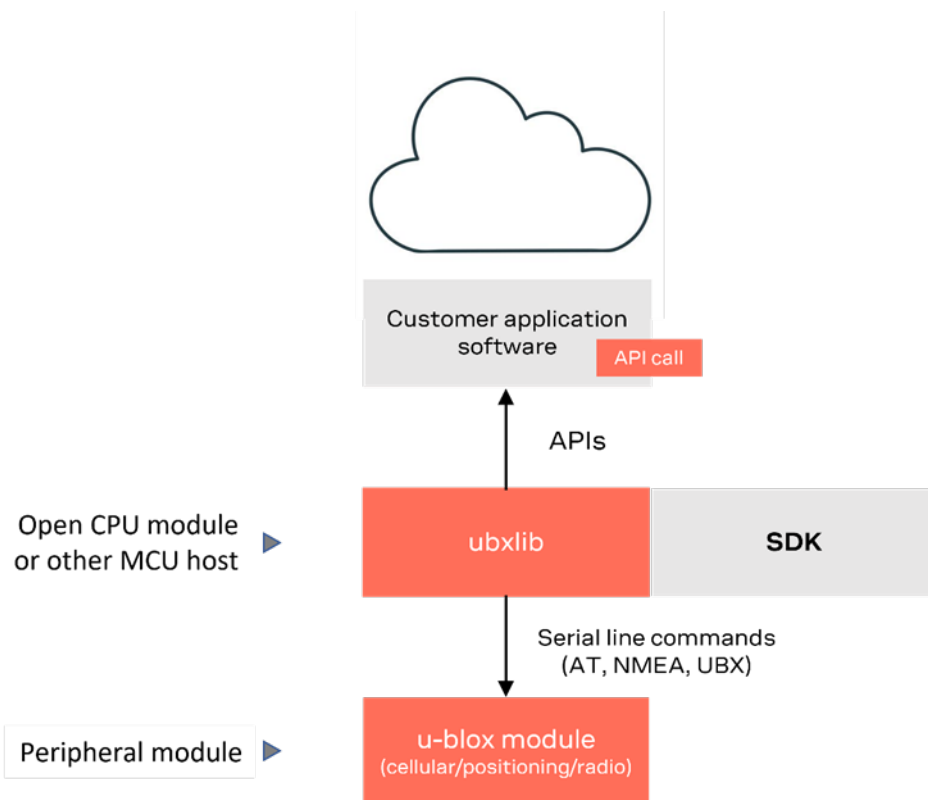 Customer application
software
API call
APIs
Open CPU module
or other MCU host
ubxlib
SDK
Serial line commands
(AT, NMEA, UBX)
Peripheral module
u-blox module
(cellular/positioning/radio)